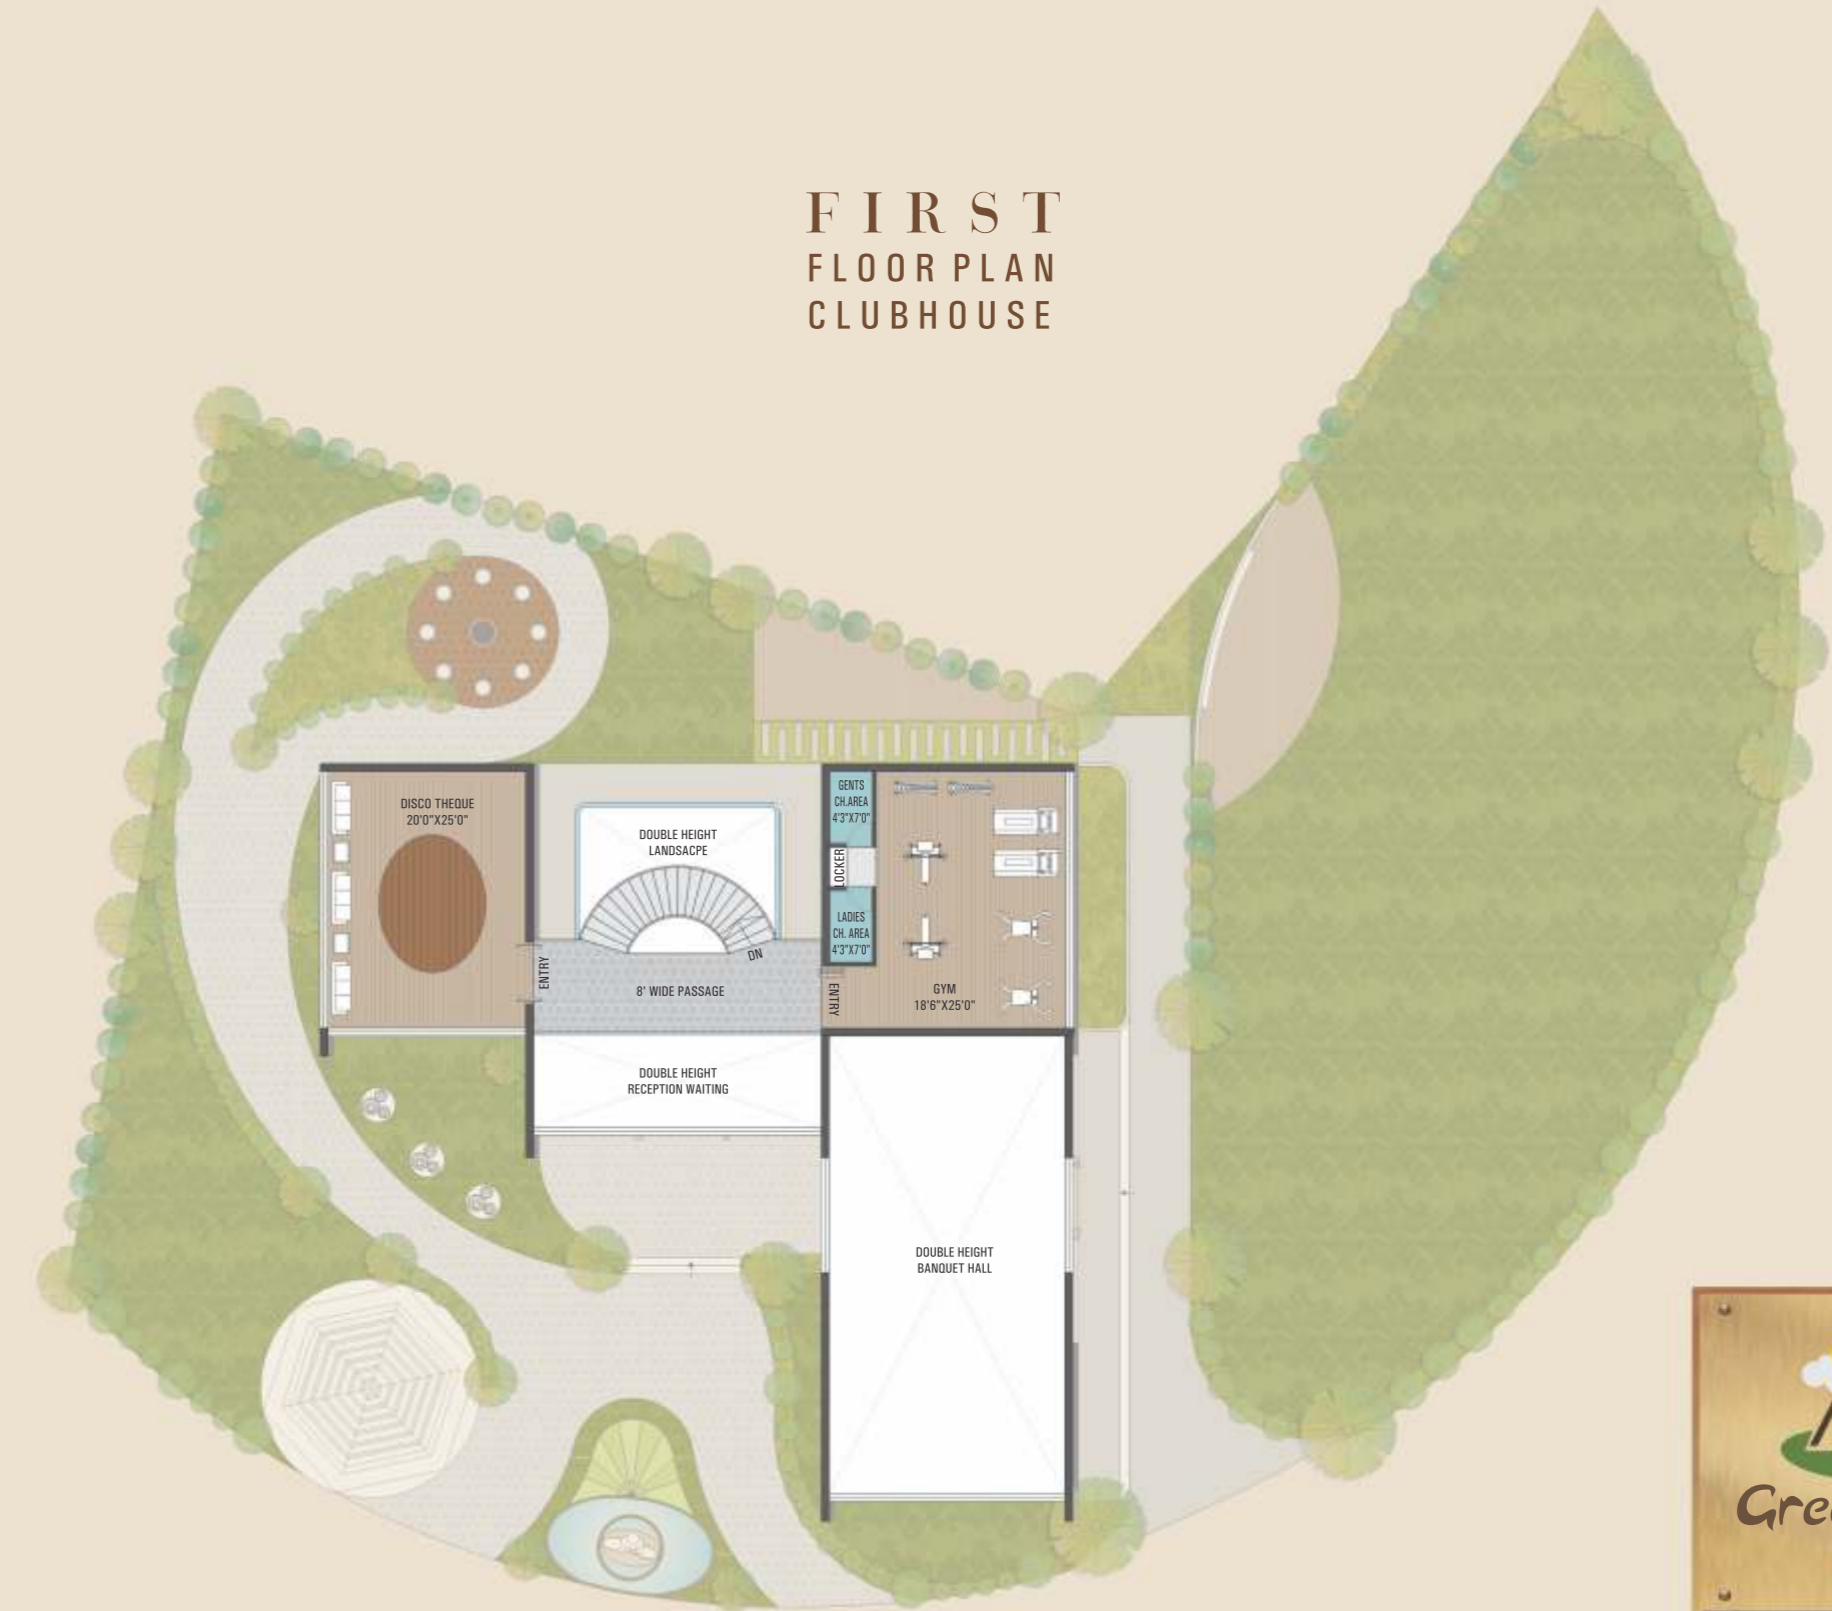 FIRST
FLOOR PLAN
CLUBHOUSE
DISCO THEQUE
20'0"X25'0"
DOUBLE HEIGHT
LANDSACPE
GENTS
CH.AREA
4'3"X7'0"
LOCKER
LADIES
CH. AREA
4'3"X7'0"
DN
ENTRY
8' WIDE PASSAGE
ENTRY
GYM
18'6"X25'0"
DOUBLE HEIGHT
RECEPTION WAITING
DOUBLE HEIGHT
BANQUET HALL